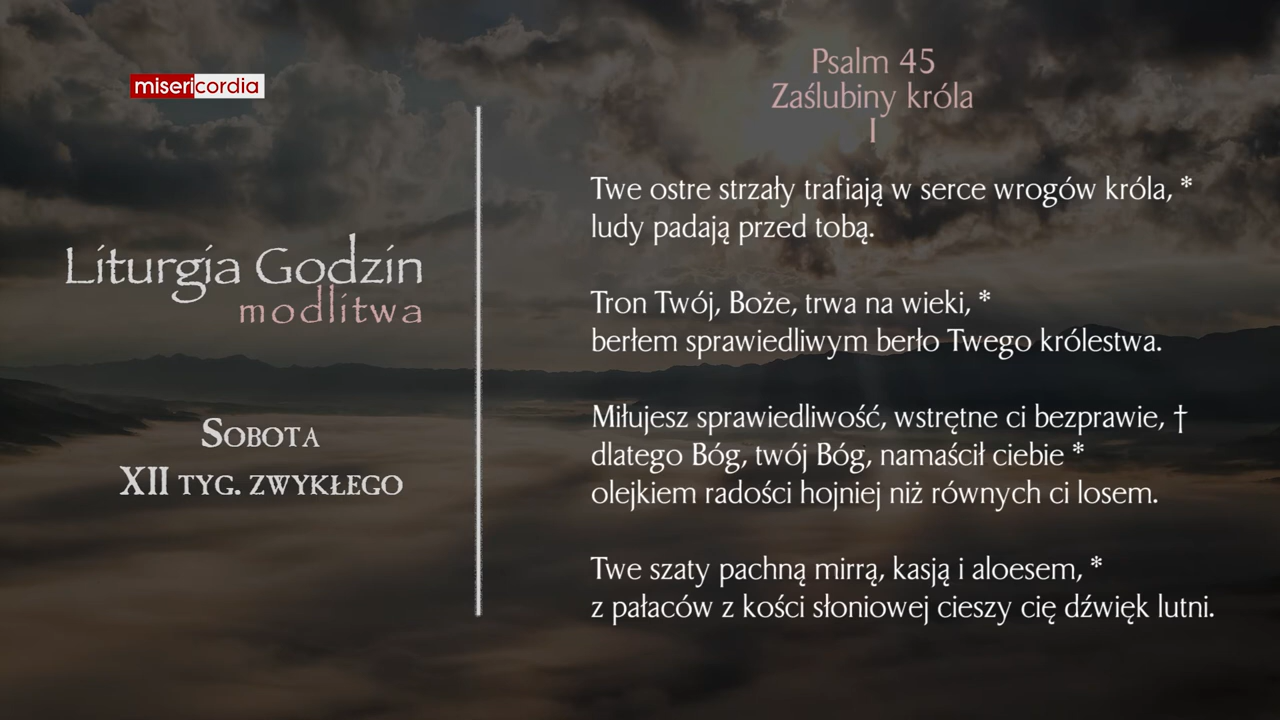 misericordia
Liturgia Godzin
modlitwa
Sobota
XII tyg. zwykłego
Psalm 45
Zaślubiny króla
I
Twe ostre strzały trafiają w serce wrogów króla, *
ludy padają przed tobą.
Tron Twój, Boże, trwa na wieki, *
berłem sprawiedliwym berło Twego królestwa.
Miłujesz sprawiedliwość, wstrętne ci bezprawie, †
dlatego Bóg, twój Bóg, namaścił ciebie *
olejkiem radości hojniej niż równych ci losem.
Twe szaty pachną mirrą, kasją i aloesem, *
z pałaców z kości słoniowej cieszy cię dźwięk lutni.